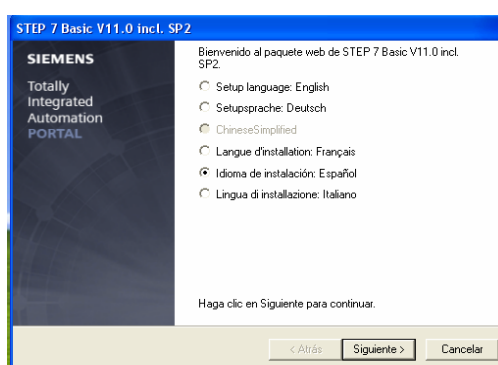 STEP 7 Basic V11.0 incl. SP2
SIEMENS
Totally
Integrated
Automation
PORTAL
Bienvenido al paquete web de STEP 7 Basic V11.0 incl.
SP2.
Setup language: English
Setupsprache: Deutsch
ChineseSimplified
Langue d'installation: Français
Idioma de instalación: Español
Lingua di installazione: Italiano
Haga clic en Siguiente para continuar.
< Atrás
Siguiente >
Cancelar